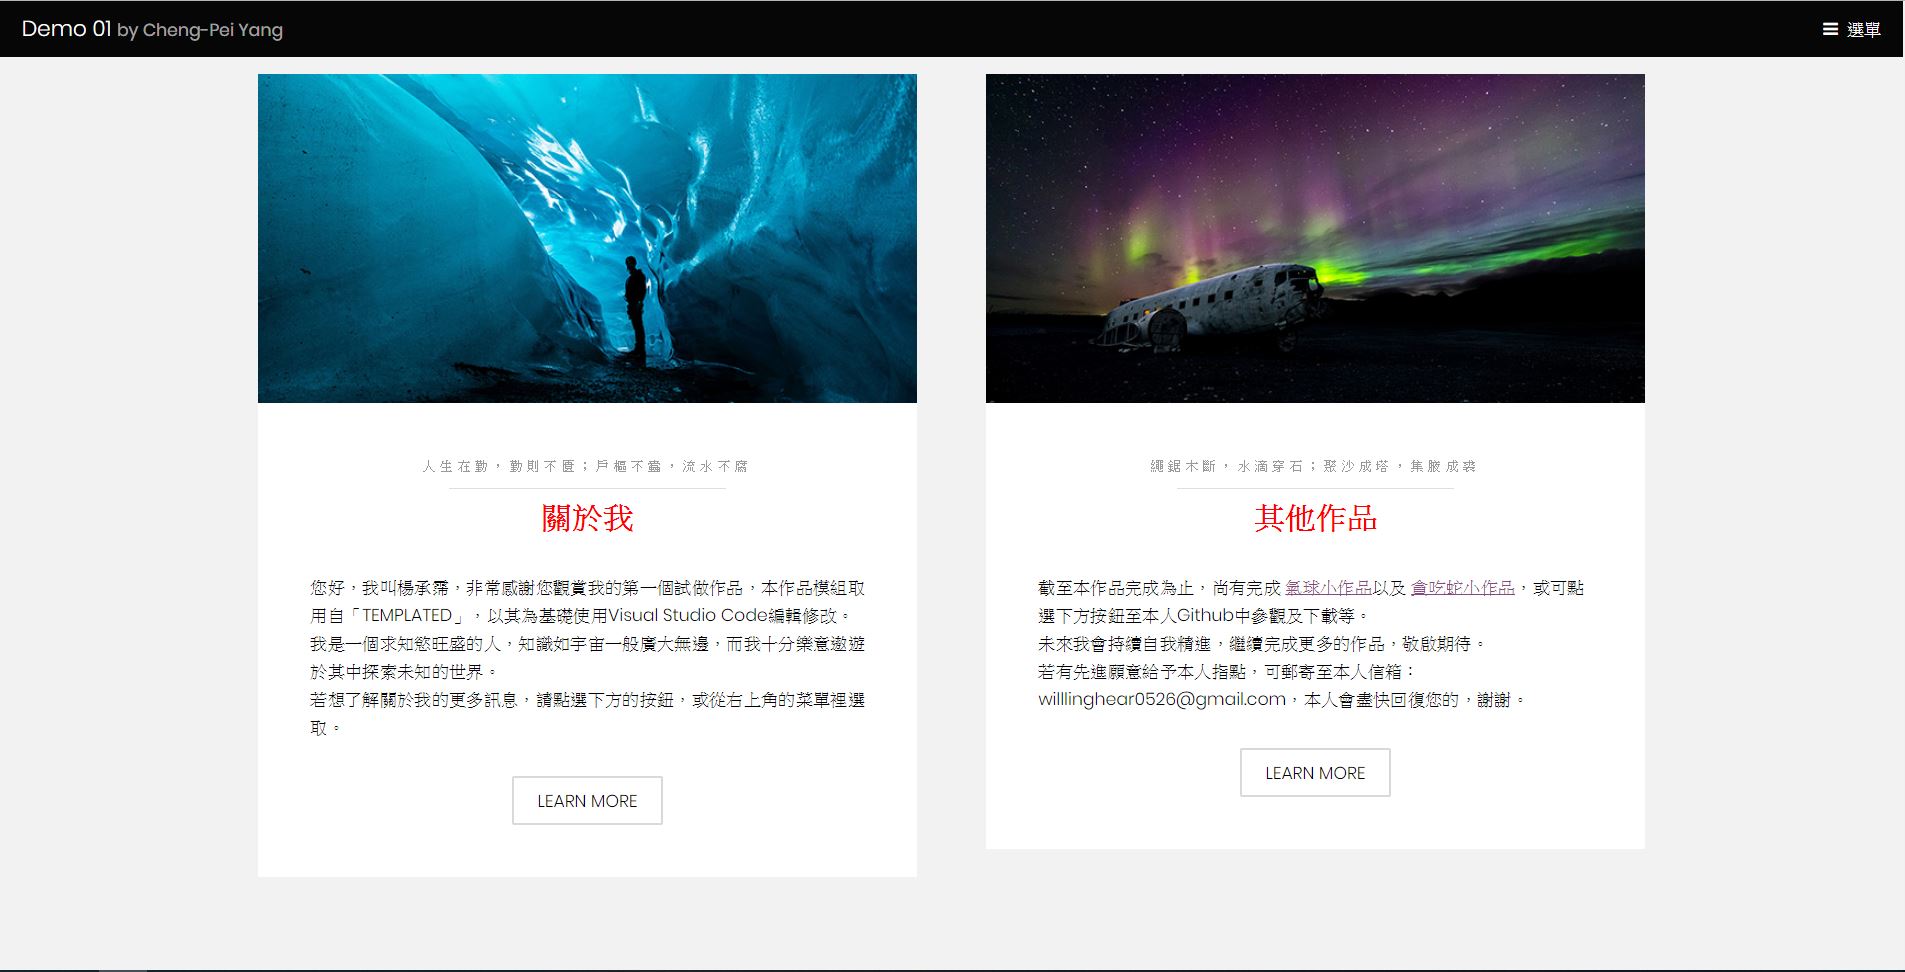 Demo 01 by Cheng-Pei Yang
選單
人生在勤，勤則不匱；戶樞不蠹，流水不腐
關於我
您好，我叫楊承霈，非常感謝您觀賞我的第一個試做作品，本作品模組取
用自「TEMPLATED」，以其為基礎使用Visual Studio Code編輯修改。
我是一個求知慾旺盛的人，知識如宇宙一般廣大無邊，而我十分樂意遨遊
於其中探索未知的世界。
若想了解關於我的更多訊息，請點選下方的按鈕，或從右上角的菜單裡選
取。
LEARN MORE
繩鋸木斷，水滴穿石；聚沙成塔，集腋成裘
其他作品
截至本作品完成為止，尚有完成 氣球小作品以及 貪吃蛇小作品，或可點
選下方按鈕至本人Github中參觀及下載等。
未來我會持續自我精進，繼續完成更多的作品，敬啟期待。
若有先進願意給予本人指點，可郵寄至本人信箱：
willlinghear0526@gmail.com，本人會盡快回復您的，謝謝。
LEARN MORE